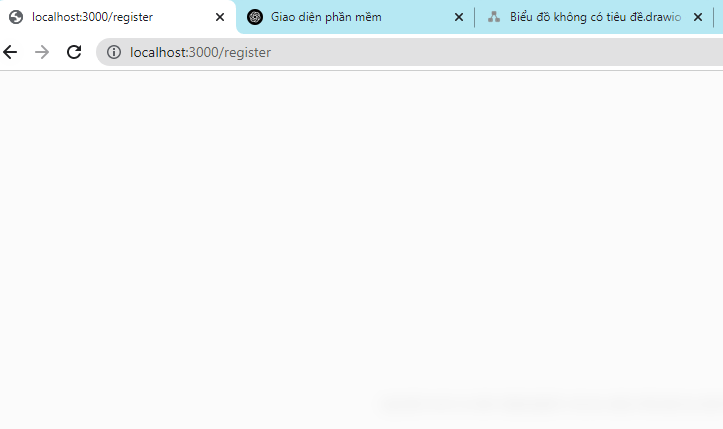 localhost:3000/register
Giao diện phần mềm
Biểu đồ không có tiêu đề.drawio
localhost:3000/register